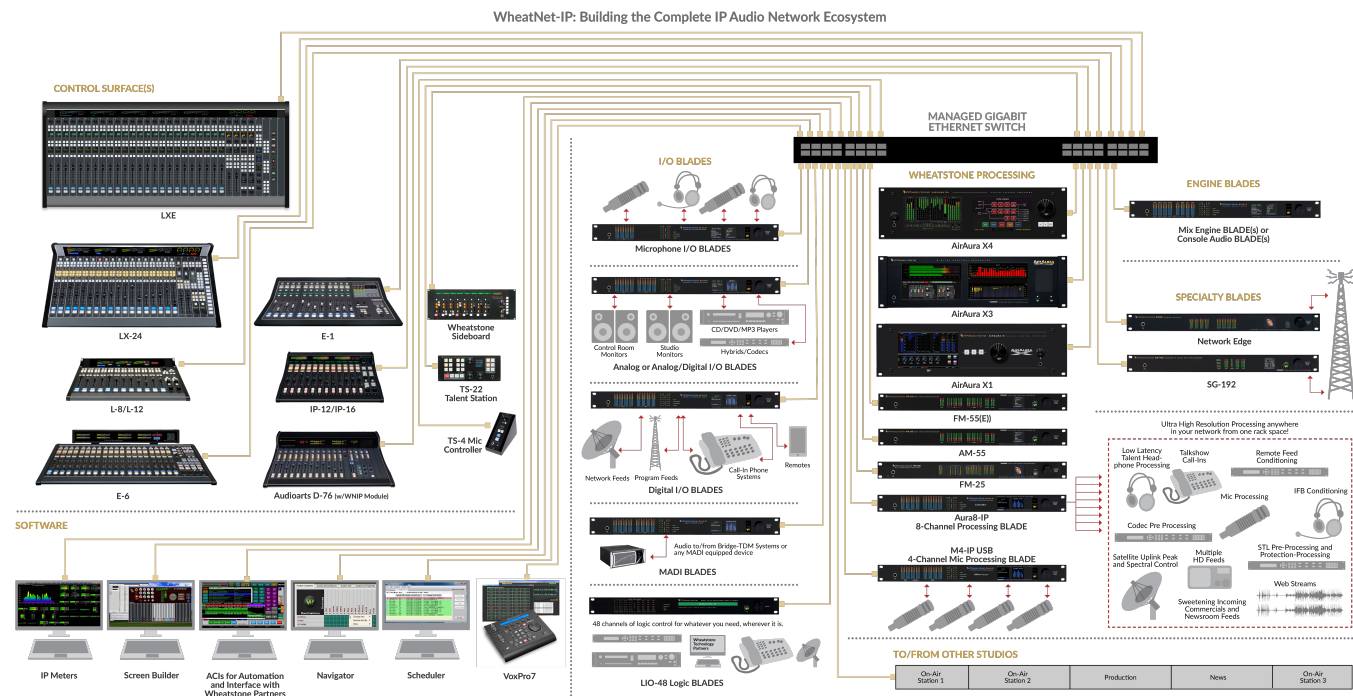 WheatNet-IP: Building the Complete IP Audio Network Ecosystem
CONTROL SURFACE(S)
LXE
LX-24
E-1
L-8/L-12
IP-12/IP-16
E-6
Audioarts D-76 (w/WNIP Module)
Wheatstone
Sideboard
TS-22
Talent Station
TS-4 Mic
Controller
SOFTWARE
IP Meters
Screen Builder
ACIs for Automation
and Interface with
Wheatstone Partners
Navigator
Scheduler
VoxPro7
I/O BLADES
Microphone I/O BLADES
Control Room
Monitors
Studio
Monitors
CD/DVD/MP3 Players
Hybrids/Codecs
Analog or Analog/Digital I/O BLADES
Network Feeds
Program Feeds
Call-In Phone
Systems
Remotes
Digital I/O BLADES
Audio to/from Bridge-TDM Systems or
any MADI equipped device
MADI BLADES
48 channels of logic control for whatever you need, wherever it is.
Wheatstone
Technology
Partners
LIO-48 Logic BLADES
MANAGED GIGABIT
ETHERNET SWITCH
WHEATSTONE PROCESSING
AirAura X4
AirAura X3
AirAura X1
FM-55(E))
AM-55
FM-25
Aura8-IP
8-Channel Processing BLADE
M4-IP USB
4-Channel Mic Processing BLADE
ENGINE BLADES
Mix Engine BLADE(s) or
Console Audio BLADE(s)
SPECIALTY BLADES
Network Edge
SG-192
Ultra High Resolution Processing anywhere
in your network from one rack space!
Low Latency
Talent Head-
phone Processing
Talkshow
Call-Ins
Remote Feed
Conditioning
Mic Processing
IFB Conditioning
Codec Pre Processing
Satellite Uplink Peak
and Spectral Control
Multiple
HD Feeds
STL Pre-Processing and
Protection-Processing
Web Streams
Sweetening Incoming
Commercials and
Newsroom Feeds
TO/FROM OTHER STUDIOS
On-Air
Station 1
On-Air
Station 2
Production
News
On-Air
Station 3